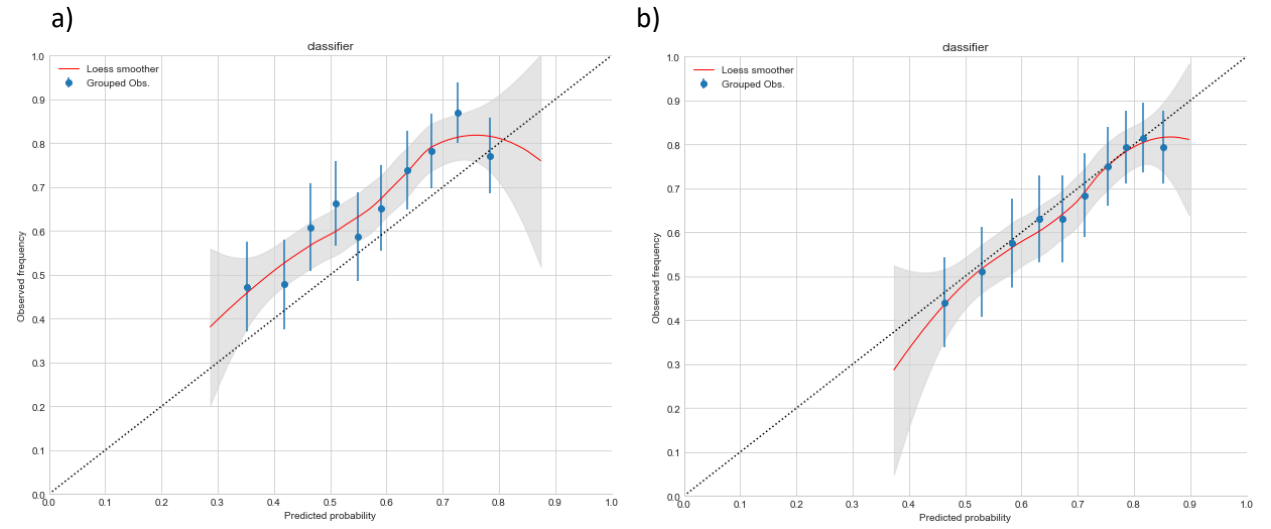 a)
classifier
Loess smoother
Grouped Obs.
Observed frequency
1.0
0.9
0.8
0.7
0.6
0.5
0.4
0.3
0.2
0.1
0.0
0.0 0.1 0.2 0.3 0.4 0.5 0.6 0.7 0.8 0.9 1.0
Predicted probability
b)
classifier
Loess smoother
Grouped Obs.
Observed frequency
1.0
0.9
0.8
0.7
0.6
0.5
0.4
0.3
0.2
0.1
0.0
0.0 0.1 0.2 0.3 0.4 0.5 0.6 0.7 0.8 0.9 1.0
Predicted probability